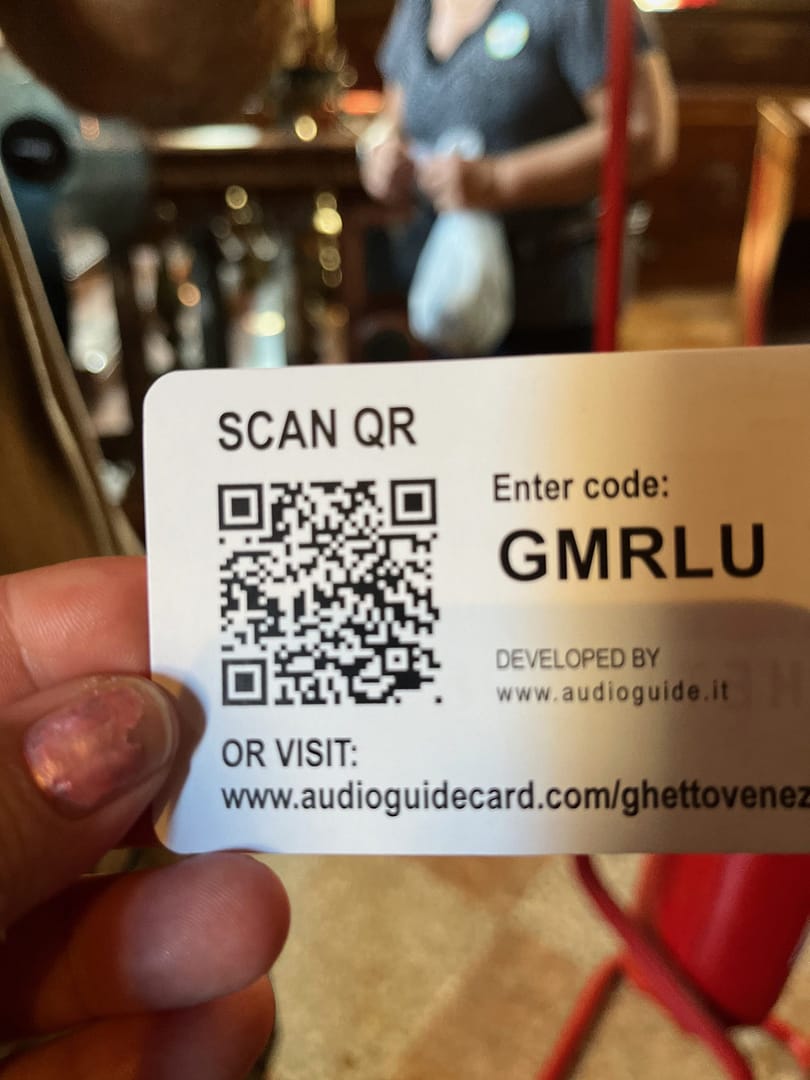 SCAN QR
Enter code:
GMRLU
DEVELOPED BY
www.audioguide.it
OR VISIT:
www.audioguidecard.com/ghettovenez